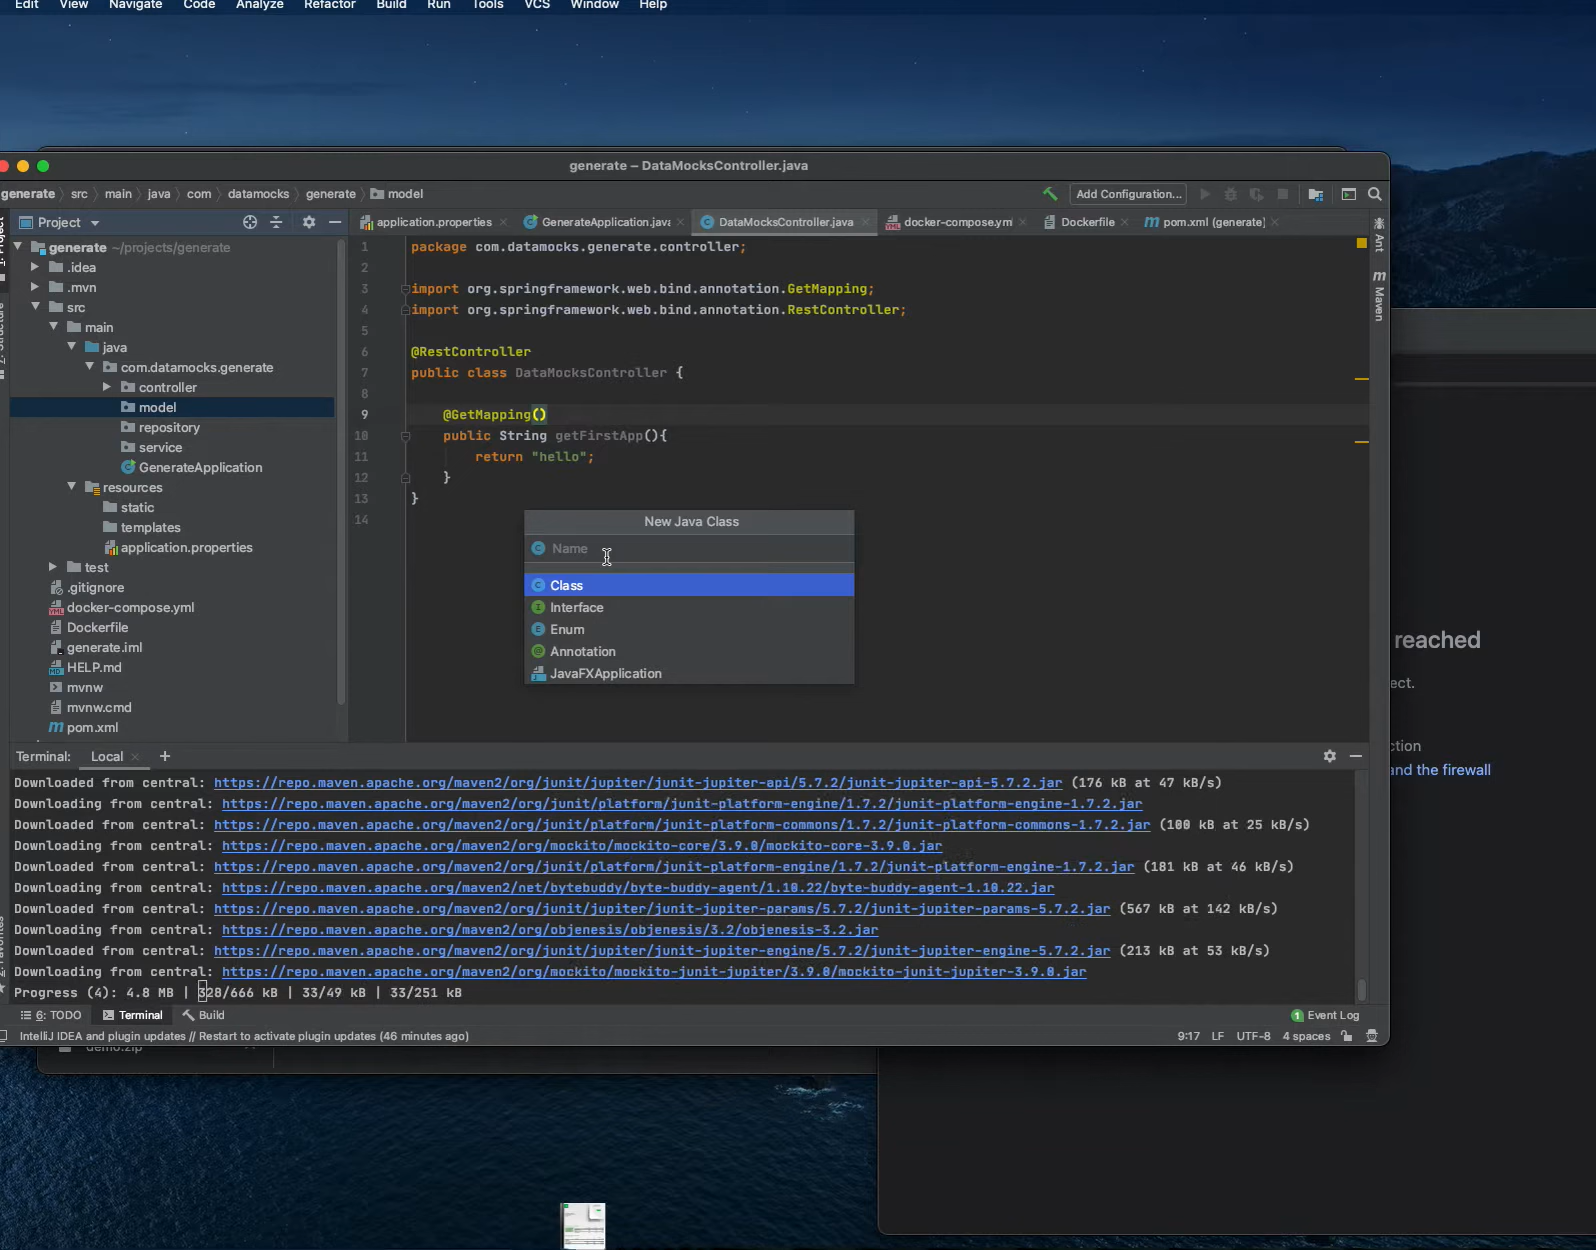 Edit View Navigate Code Analyze Refactor Build Run Tools VCS Window Help
generate – DataMocksController.java
generate src main java com datamocks generate model
Add Configuration...
Project
application.properties GenerateApplication.java DataMocksController.java docker-compose.yml Dockerfile pom.xml (generate)
generate ~/projects/generate
.idea
.mvn
src
main
java
com.datamocks.generate
controller
model
repository
service
GenerateApplication
resources
static
templates
application.properties
test
.gitignore
docker-compose.yml
Dockerfile
generate.iml
HELP.md
mvnw
mvnw.cmd
pom.xml
1 package com.datamocks.generate.controller;
2
3 import org.springframework.web.bind.annotation.GetMapping;
4 import org.springframework.web.bind.annotation.RestController;
5
6 @RestController
7 public class DataMocksController {
8
9 @GetMapping()
10 public String getFirstApp(){
11 return "hello";
12 }
13 }
14
New Java Class
Name
Class
Interface
Enum
Annotation
JavaFXApplication
Ant
Maven
reached
ect.
ction
and the firewall
Terminal: Local +
Downloaded from central: https://repo.maven.apache.org/maven2/org/junit/jupiter/junit-jupiter-api/5.7.2/junit-jupiter-api-5.7.2.jar (176 kB at 47 kB/s)
Downloading from central: https://repo.maven.apache.org/maven2/org/junit/platform/junit-platform-engine/1.7.2/junit-platform-engine-1.7.2.jar
Downloaded from central: https://repo.maven.apache.org/maven2/org/junit/platform/junit-platform-commons/1.7.2/junit-platform-commons-1.7.2.jar (100 kB at 25 kB/s)
Downloading from central: https://repo.maven.apache.org/maven2/org/mockito/mockito-core/3.9.0/mockito-core-3.9.0.jar
Downloaded from central: https://repo.maven.apache.org/maven2/org/junit/platform/junit-platform-engine/1.7.2/junit-platform-engine-1.7.2.jar (181 kB at 46 kB/s)
Downloading from central: https://repo.maven.apache.org/maven2/net/bytebuddy/byte-buddy-agent/1.10.22/byte-buddy-agent-1.10.22.jar
Downloaded from central: https://repo.maven.apache.org/maven2/org/junit/jupiter/junit-jupiter-params/5.7.2/junit-jupiter-params-5.7.2.jar (567 kB at 142 kB/s)
Downloading from central: https://repo.maven.apache.org/maven2/org/objenesis/objenesis/3.2/objenesis-3.2.jar
Downloaded from central: https://repo.maven.apache.org/maven2/org/junit/jupiter/junit-jupiter-engine/5.7.2/junit-jupiter-engine-5.7.2.jar (213 kB at 53 kB/s)
Downloading from central: https://repo.maven.apache.org/maven2/org/mockito/mockito-junit-jupiter/3.9.0/mockito-junit-jupiter-3.9.0.jar
Progress (4): 4.8 MB | 328/666 kB | 33/49 kB | 33/251 kB
6: TODO Terminal Build 1 Event Log
IntelliJ IDEA and plugin updates // Restart to activate plugin updates (46 minutes ago) 9:17 LF UTF-8 4 spaces
demo.zip